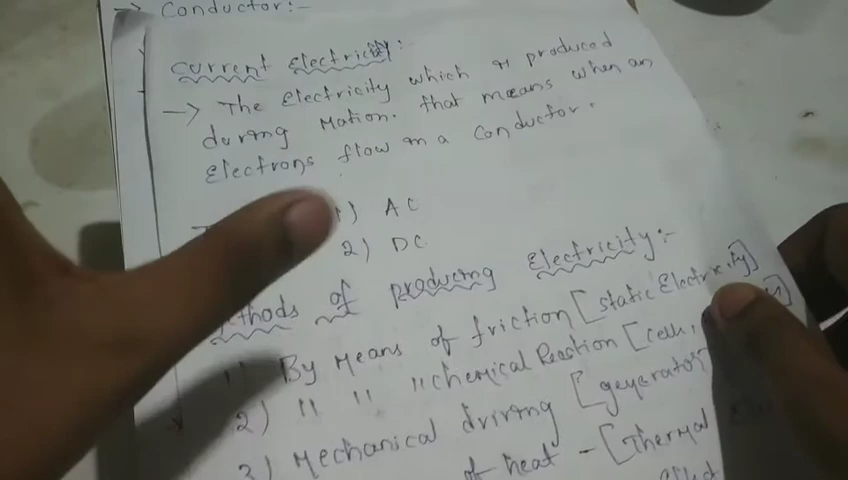 → Conductor:-
Current Electricity:
→ The Electricity which is produced
during Motion. that means when an
Electrons flow in a conductor.
1) AC
2) DC
of producing Electricity:-
1) By Means of friction [static Electricity]
2) " " " chemical Reaction [cells,
3) Mechanical driving [generator
of heat - [Thermal